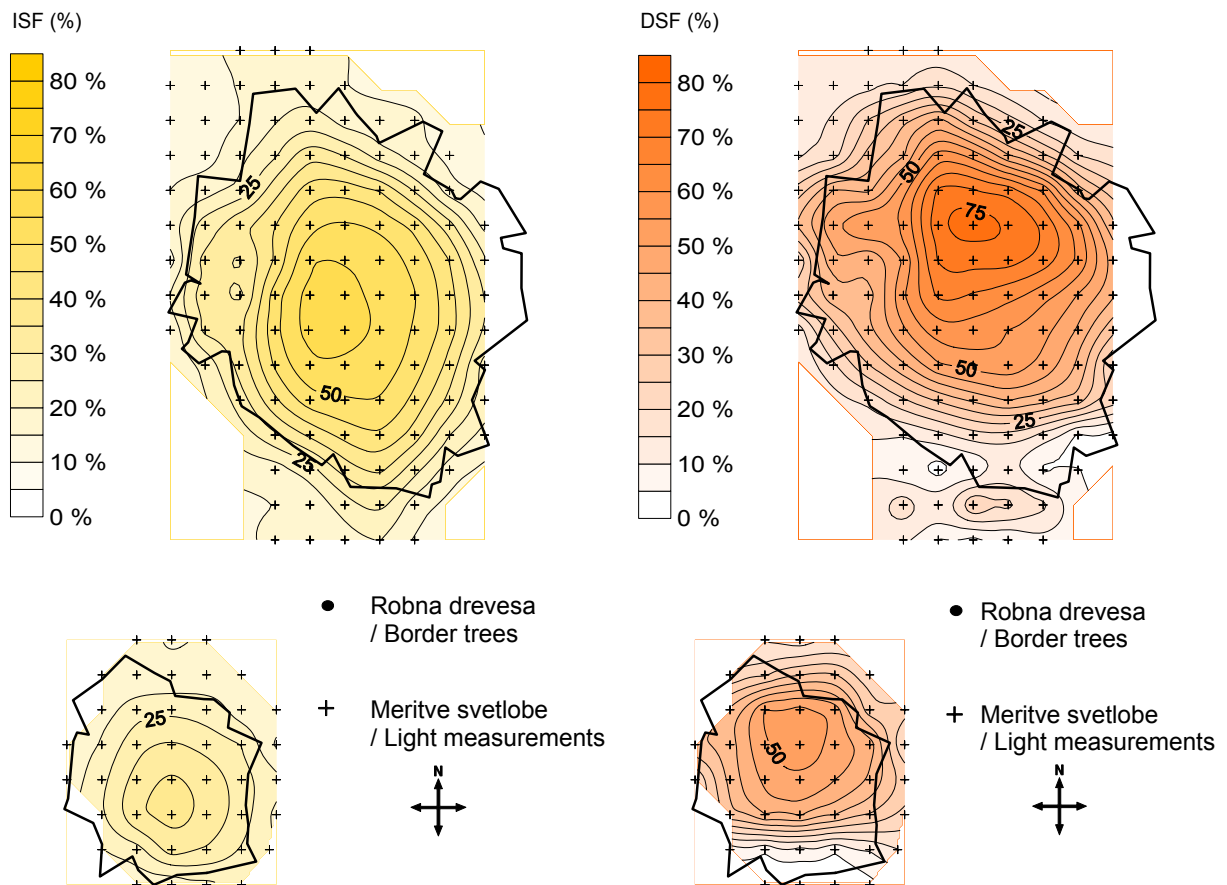 ISF (%)
80 %
70 %
60 %
50 %
40 %
30 %
20 %
10 %
0 %
25
50
25
DSF (%)
80 %
70 %
60 %
50 %
40 %
30 %
20 %
10 %
0 %
25
50
75
50
25
25
Robna drevesa
/ Border trees
Meritve svetlobe
/ Light measurements
N
50
Robna drevesa
/ Border trees
Meritve svetlobe
/ Light measurements
N